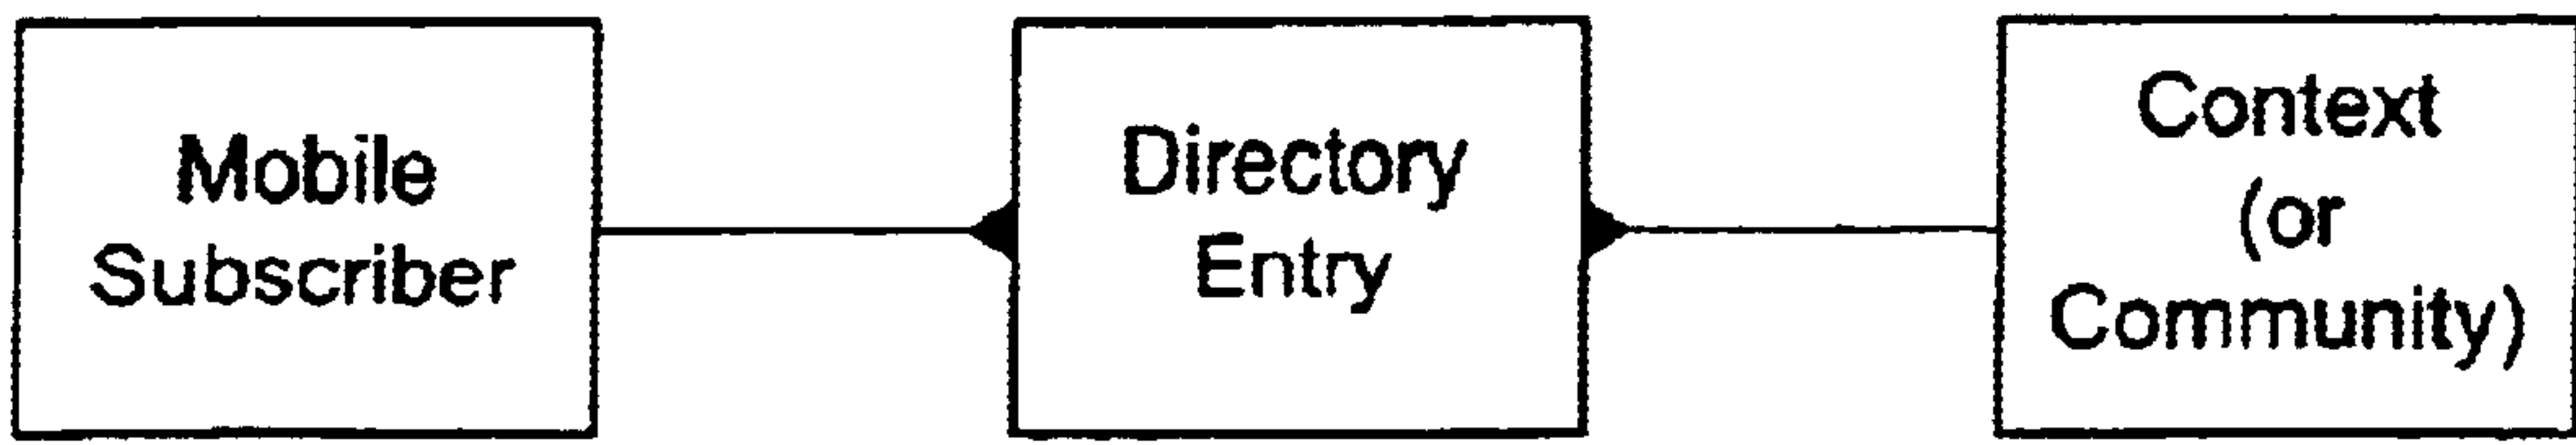 Mobile
Subscriber
Directory
Entry
Context
(or
Community)